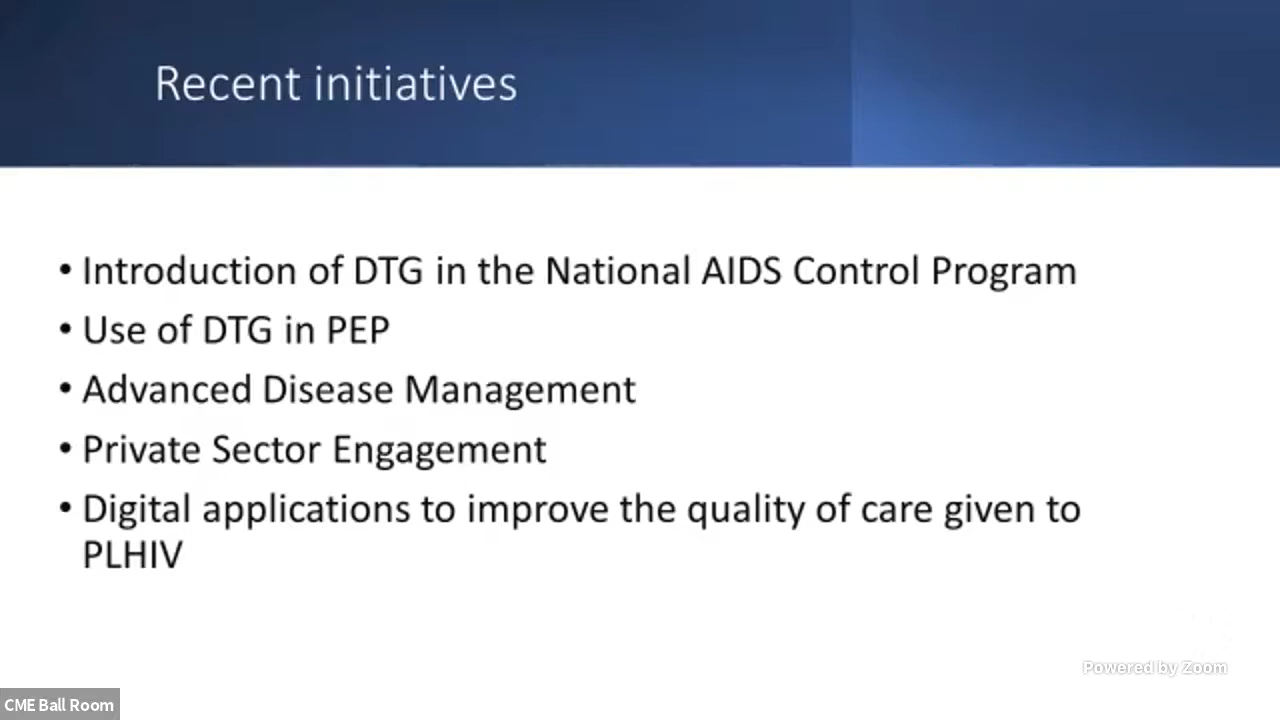 Recent initiatives
• Introduction of DTG in the National AIDS Control Program
• Use of DTG in PEP
• Advanced Disease Management
• Private Sector Engagement
• Digital applications to improve the quality of care given to
PLHIV
Powered by Zoom
CME Ball Room